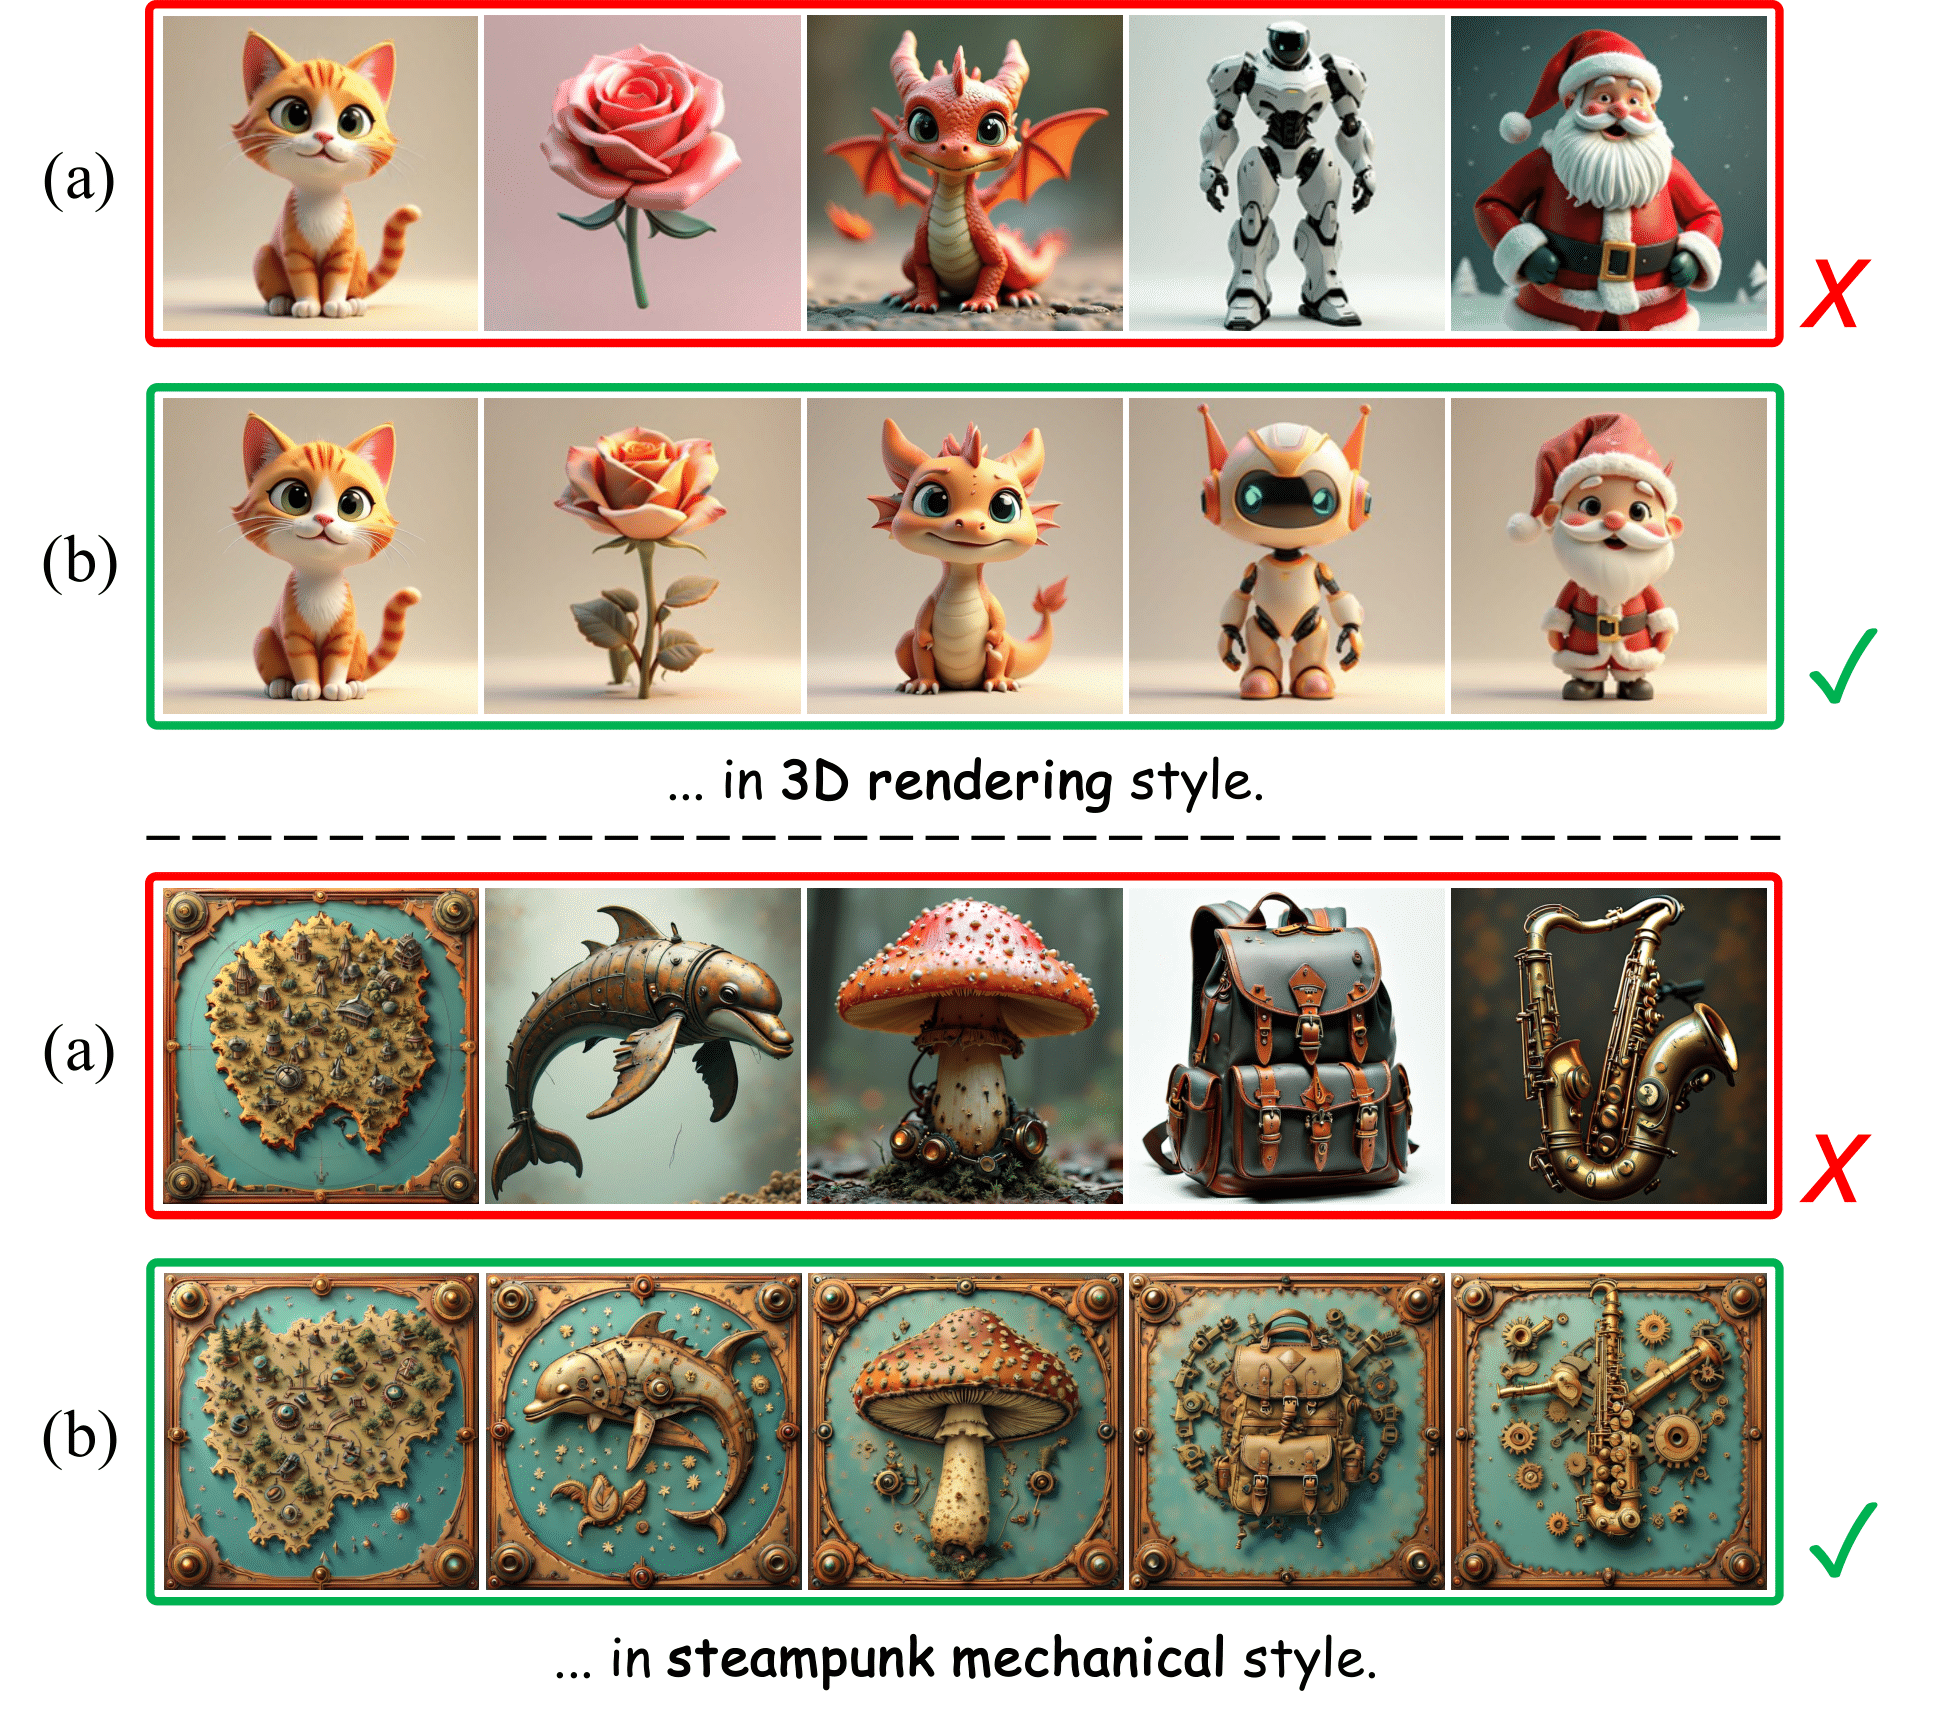 (a)
X
(b)
✓
... in 3D rendering style.
(a)
X
(b)
✓
... in steampunk mechanical style.